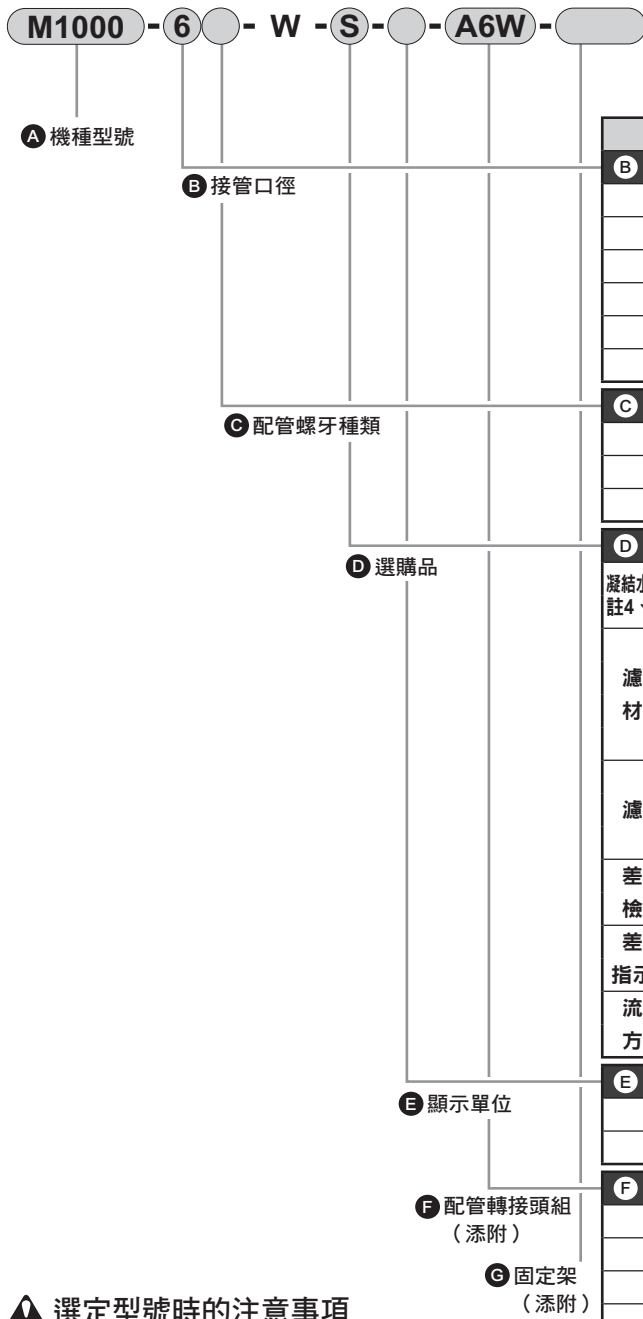 M1000 - 6 - W - S - - A6W -
A 機種型號
B 接管口徑
C 配管螺牙種類
D 選購品
E 顯示單位
F 配管轉接頭組
（添附）
G 固定架
（添附）
選定型號時的注意事項
B
C
D
凝結
註4、
濾
材
濾
差
檢
差
指示
流
方
E
F